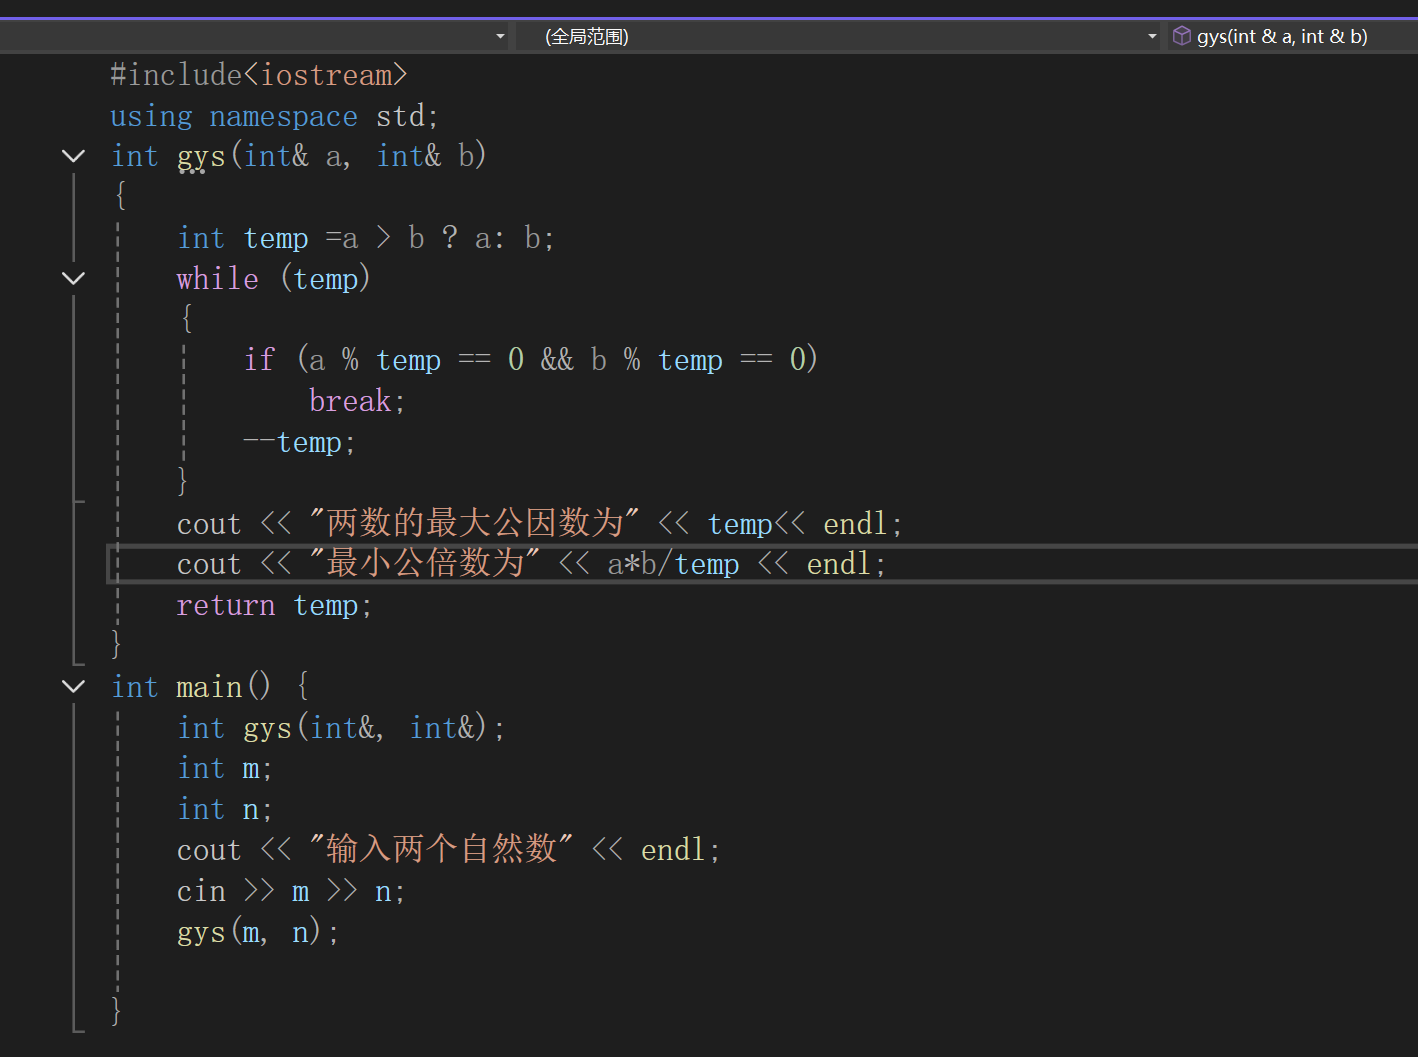 (全局范围) gys(int & a, int & b)
#include<iostream>
using namespace std;
int gys(int& a, int& b)
{
    int temp =a > b ? a: b;
    while (temp)
    {
        if (a % temp == 0 && b % temp == 0)
            break;
        --temp;
    }
    cout << "两数的最大公因数为" << temp<< endl;
    cout << "最小公倍数为" << a*b/temp << endl;
    return temp;
}
int main() {
    int gys(int&, int&);
    int m;
    int n;
    cout << "输入两个自然数" << endl;
    cin >> m >> n;
    gys(m, n);
}